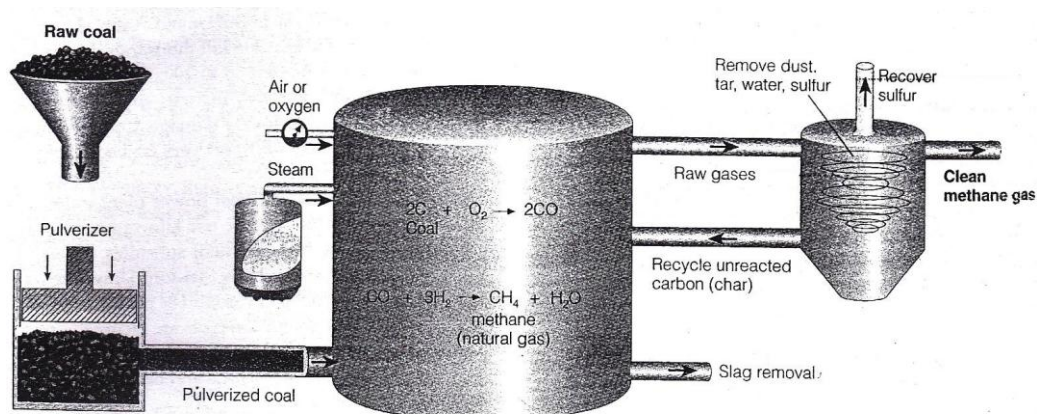 Raw coal
Air or
oxygen
Steam
Pulverizer
Pulverized coal
2C + O₂ → 2CO
Coal
CO + 3H₂ → CH₄ + H₂O
methane
(natural gas)
Raw gases
Recycle unreacted
carbon (char)
Slag removal
Remove dust,
tar, water, sulfur
Recover
sulfur
Clean
methane gas